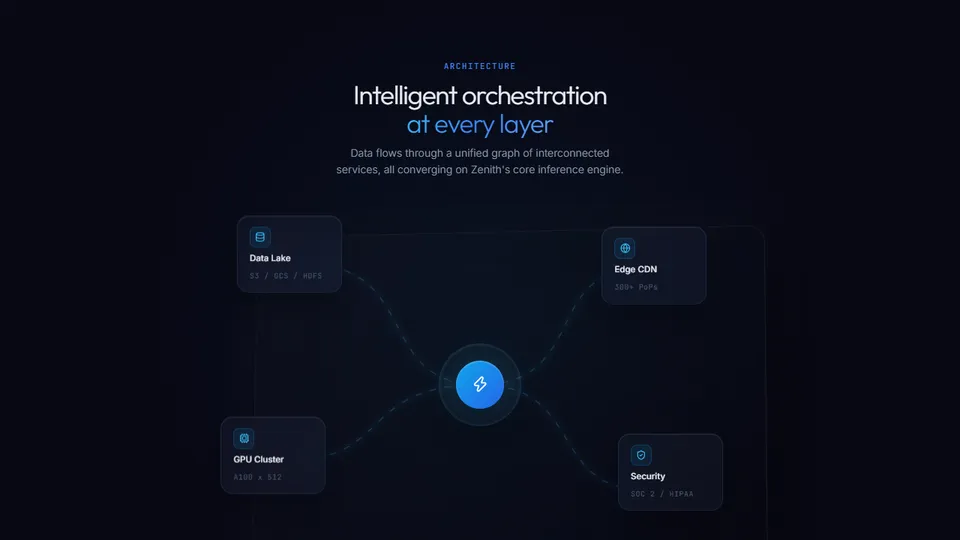 ARCHITECTURE
Intelligent orchestration
at every layer
Data flows through a unified graph of interconnected
services, all converging on Zenith's core inference engine.
Data Lake
S3 / GCS / HDFS
Edge CDN
300+ PoPs
GPU Cluster
A100 x 512
Security
SOC 2 / HIPAA